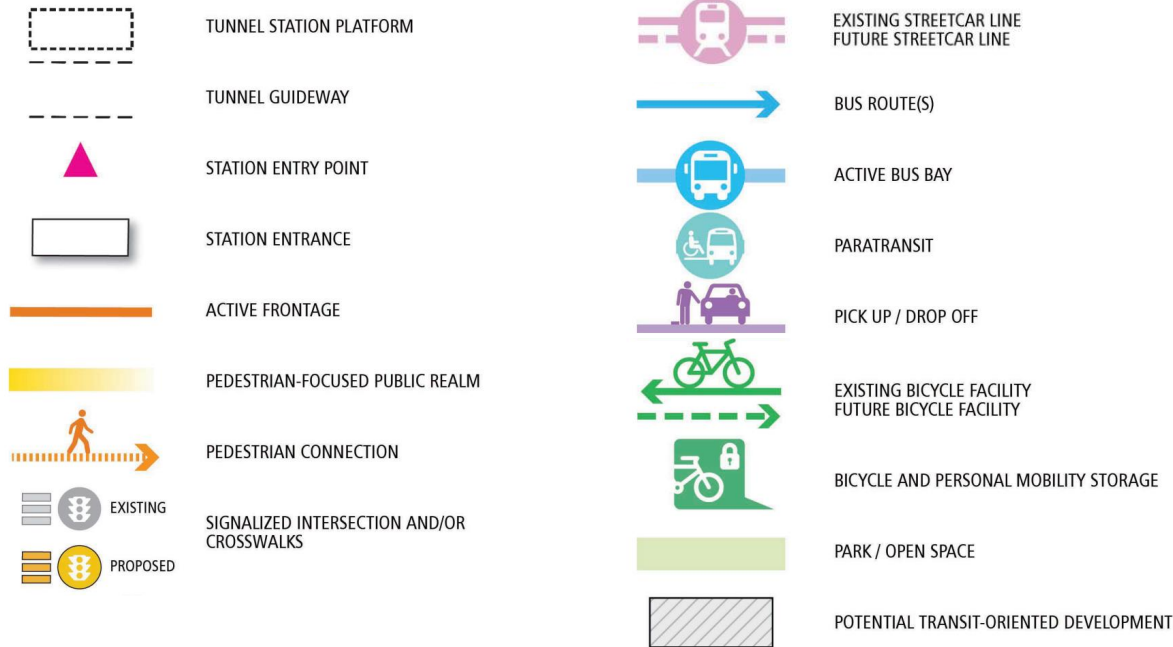 TUNNEL STATION PLATFORM
TUNNEL GUIDEWAY
STATION ENTRY POINT
STATION ENTRANCE
ACTIVE FRONTAGE
PEDESTRIAN-FOCUSED PUBLIC REALM
PEDESTRIAN CONNECTION
EXISTING
PROPOSED
SIGNALIZED INTERSECTION AND/OR
CROSSWALKS
EXISTING STREETCAR LINE
FUTURE STREETCAR LINE
BUS ROUTE(S)
ACTIVE BUS BAY
PARATRANSIT
PICK UP / DROP OFF
EXISTING BICYCLE FACILITY
FUTURE BICYCLE FACILITY
BICYCLE AND PERSONAL MOBILITY STORAGE
PARK / OPEN SPACE
POTENTIAL TRANSIT-ORIENTED DEVELOPMENT